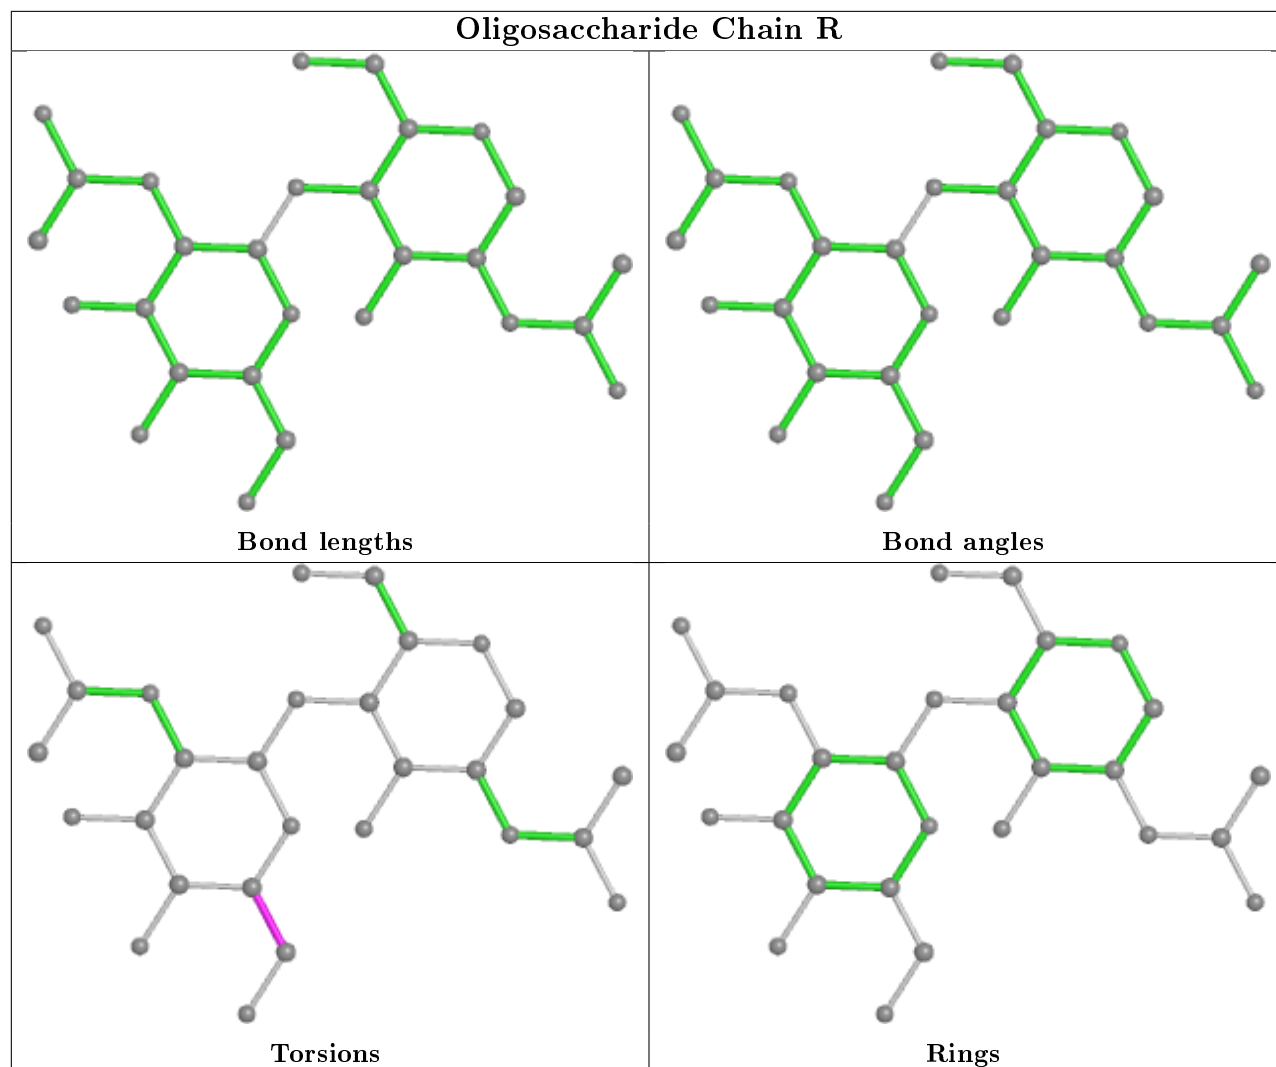 Oligosaccharide Chain R
Bond lengths
Bond angles
Torsions
Rings